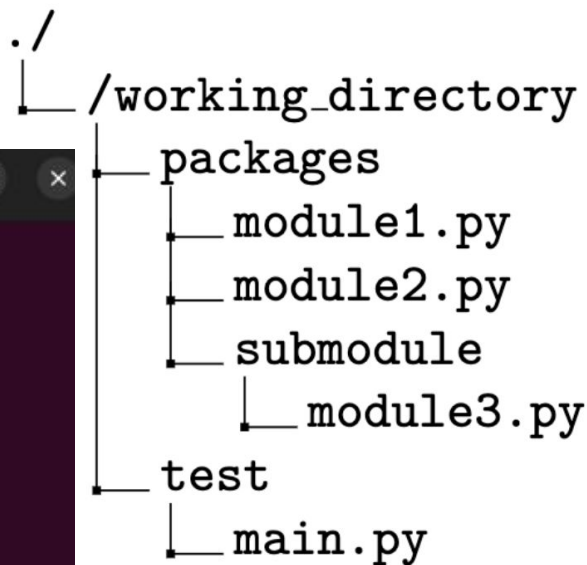 ./
/working_directory
packages
module1.py
module2.py
submodule
module3.py
test
main.py